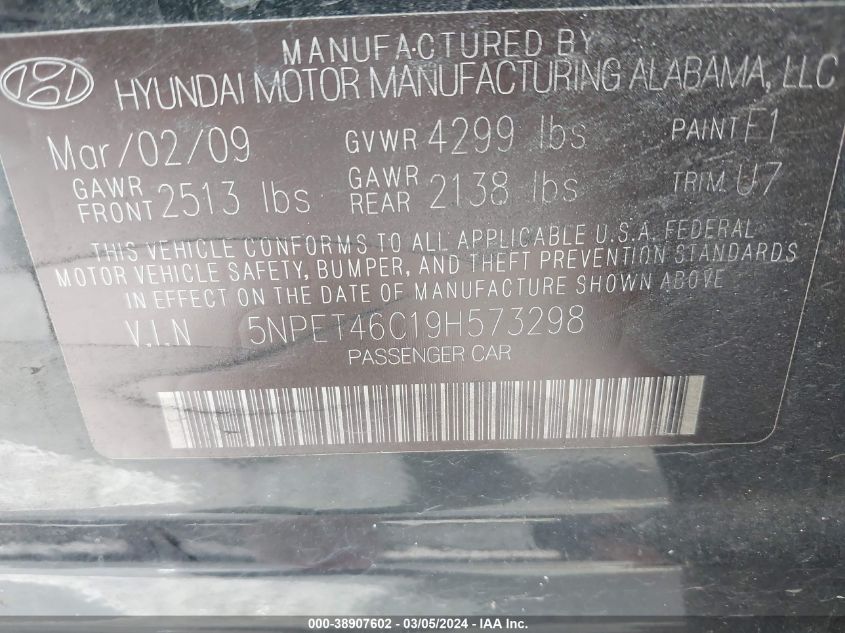 MANUFACTURED BY
HYUNDAI MOTOR MANUFACTURING ALABAMA, LLC
Mar/02/09 GVWR 4299 lbs PAINT F1
GAWR FRONT 2513 lbs GAWR REAR 2138 lbs TRIM U7
THIS VEHICLE CONFORMS TO ALL APPLICABLE U.S.A. FEDERAL
MOTOR VEHICLE SAFETY, BUMPER, AND THEFT PREVENTION STANDARDS
IN EFFECT ON THE DATE OF MANUFACTURE SHOWN ABOVE
V.I.N 5NPET46C19H573298
PASSENGER CAR
000-38907602 - 03/05/2024 - IAA Inc.